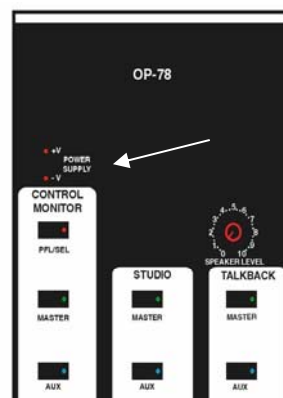 OP-78
+V
POWER
SUPPLY
-V
CONTROL
MONITOR
PFL/SEL
MASTER
AUX
STUDIO
MASTER
AUX
.1 .2 .3 .4 .5 .6 .7 .8 .9
0 10
SPEAKER LEVEL
TALKBACK
MASTER
AUX